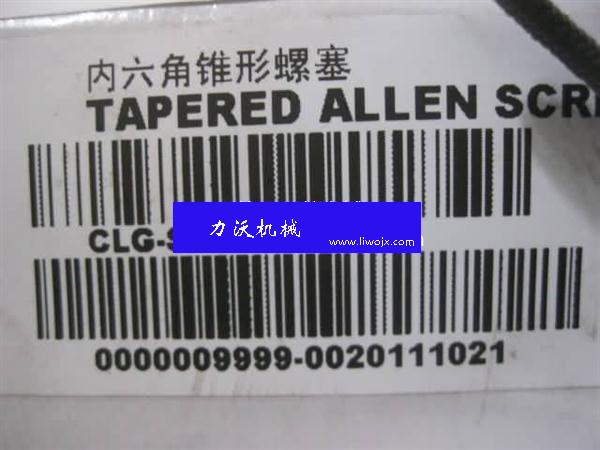 内六角锥形螺塞
TAPERED ALLEN SCR
CLG-
力沃机械
www.liwojx.com
0000009999-0020111021